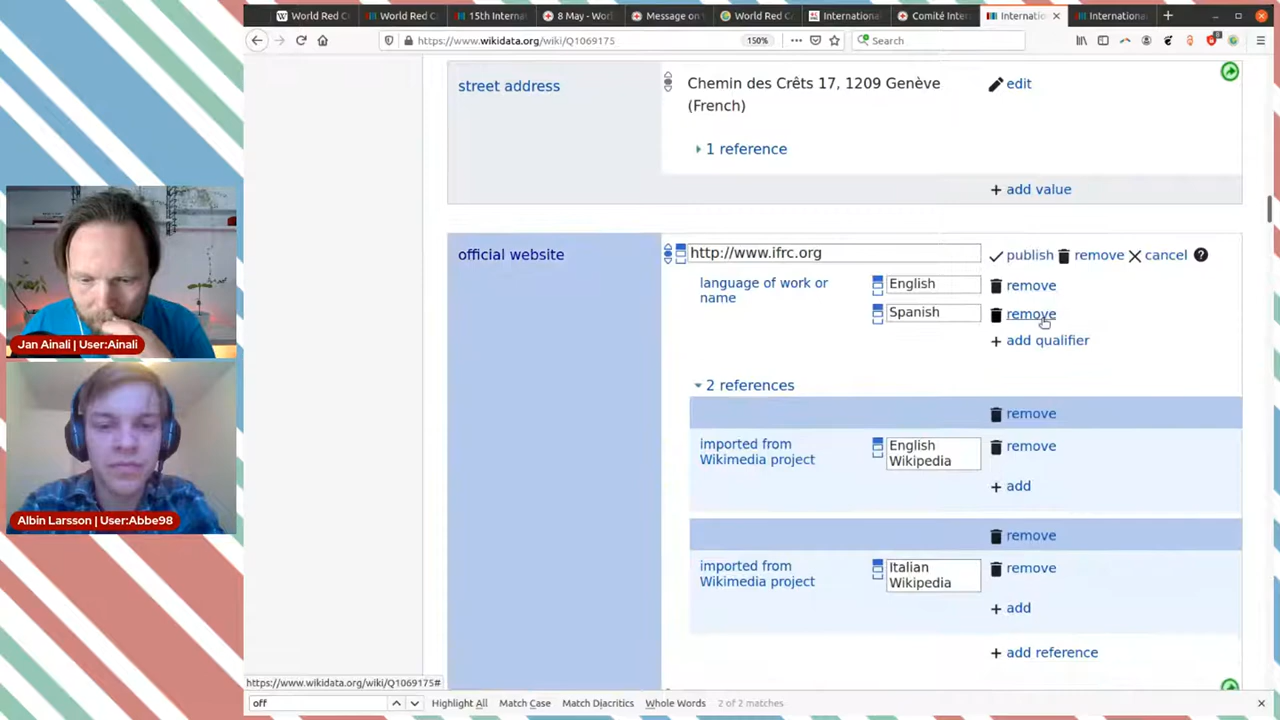 World Red C
World Red C
15th Interna
8 May - Wor
Message on
World Red C
International
Comité Inter
Internatio
Internationa
https://www.wikidata.org/wiki/Q1069175
150%
Search
street address
Chemin des Crêts 17, 1209 Genève
(French)
edit
1 reference
+ add value
official website
http://www.ifrc.org
publish remove cancel
language of work or
name
English
remove
Spanish
remove
+ add qualifier
2 references
remove
imported from
Wikimedia project
English
Wikipedia
remove
+ add
remove
imported from
Wikimedia project
Italian
Wikipedia
remove
+ add
+ add reference
Jan Ainali | User:Ainali
Albin Larsson | User:Abbe98
https://www.wikidata.org/wiki/Q1069175#
off
Highlight All
Match Case
Match Diacritics
Whole Words
2 of 2 matches